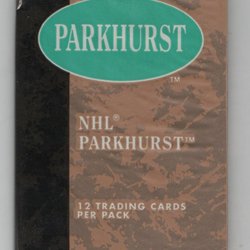 PARKHURST
™
NHL®
PARKHURST™
12 TRADING CARDS
PER PACK